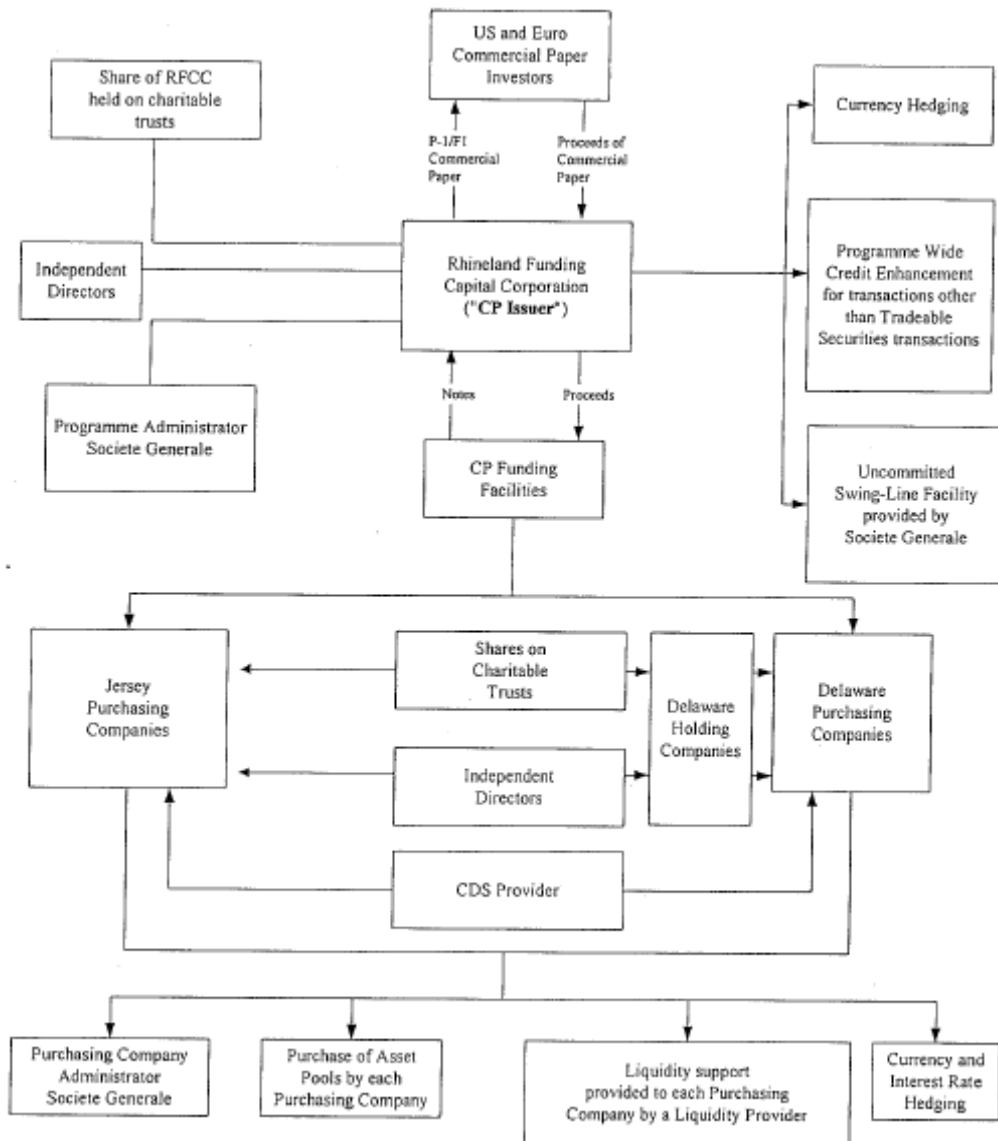 US and Euro
Commercial Paper
Investors
Share of RFCC
held on charitable
trusts
Currency Hedging
P-1/F1
Commercial
Paper
Proceeds of
Commercial
Paper
Independent
Directors
Rhineland Funding
Capital Corporation
("CP Issuer")
Programme Wide
Credit Enhancement
for transactions other
than Tradeable
Securities transactions
Notes
Proceeds
Programme Administrator
Societe Generale
CP Funding
Facilities
Uncommitted
Swing-Line Facility
provided by
Societe Generale
Jersey
Purchasing
Companies
Shares on
Charitable
Trusts
Delaware
Holding
Companies
Delaware
Purchasing
Companies
Independent
Directors
CDS Provider
Purchasing Company
Administrator
Societe Generale
Purchase of Asset
Pools by each
Purchasing Company
Liquidity support
provided to each Purchasing
Company by a Liquidity Provider
Currency and
Interest Rate
Hedging